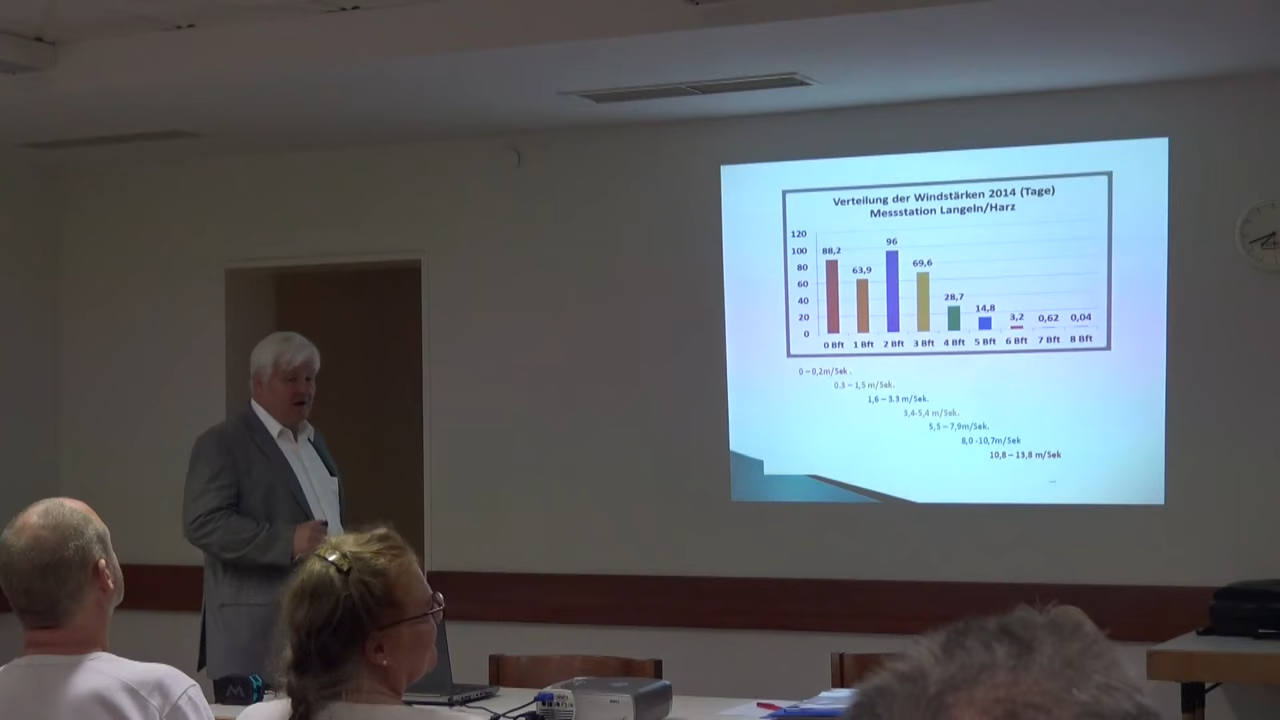 Verteilung der Windstärken 2014 (Tage)
Messstation Langeln/Harz
120
100
80
60
40
20
0
88,2
63,9
96
69,6
28,7
14,8
3,2
0,62
0,04
0 Bft 1 Bft 2 Bft 3 Bft 4 Bft 5 Bft 6 Bft 7 Bft 8 Bft
0 – 0,2m/Sek .
0.3 – 1,5 m/Sek.
1,6 – 3.3 m/Sek.
3,4-5,4 m/Sek.
5,5 – 7,9m/Sek.
8,0 -10,7m/Sek
10,8 – 13,8 m/Sek